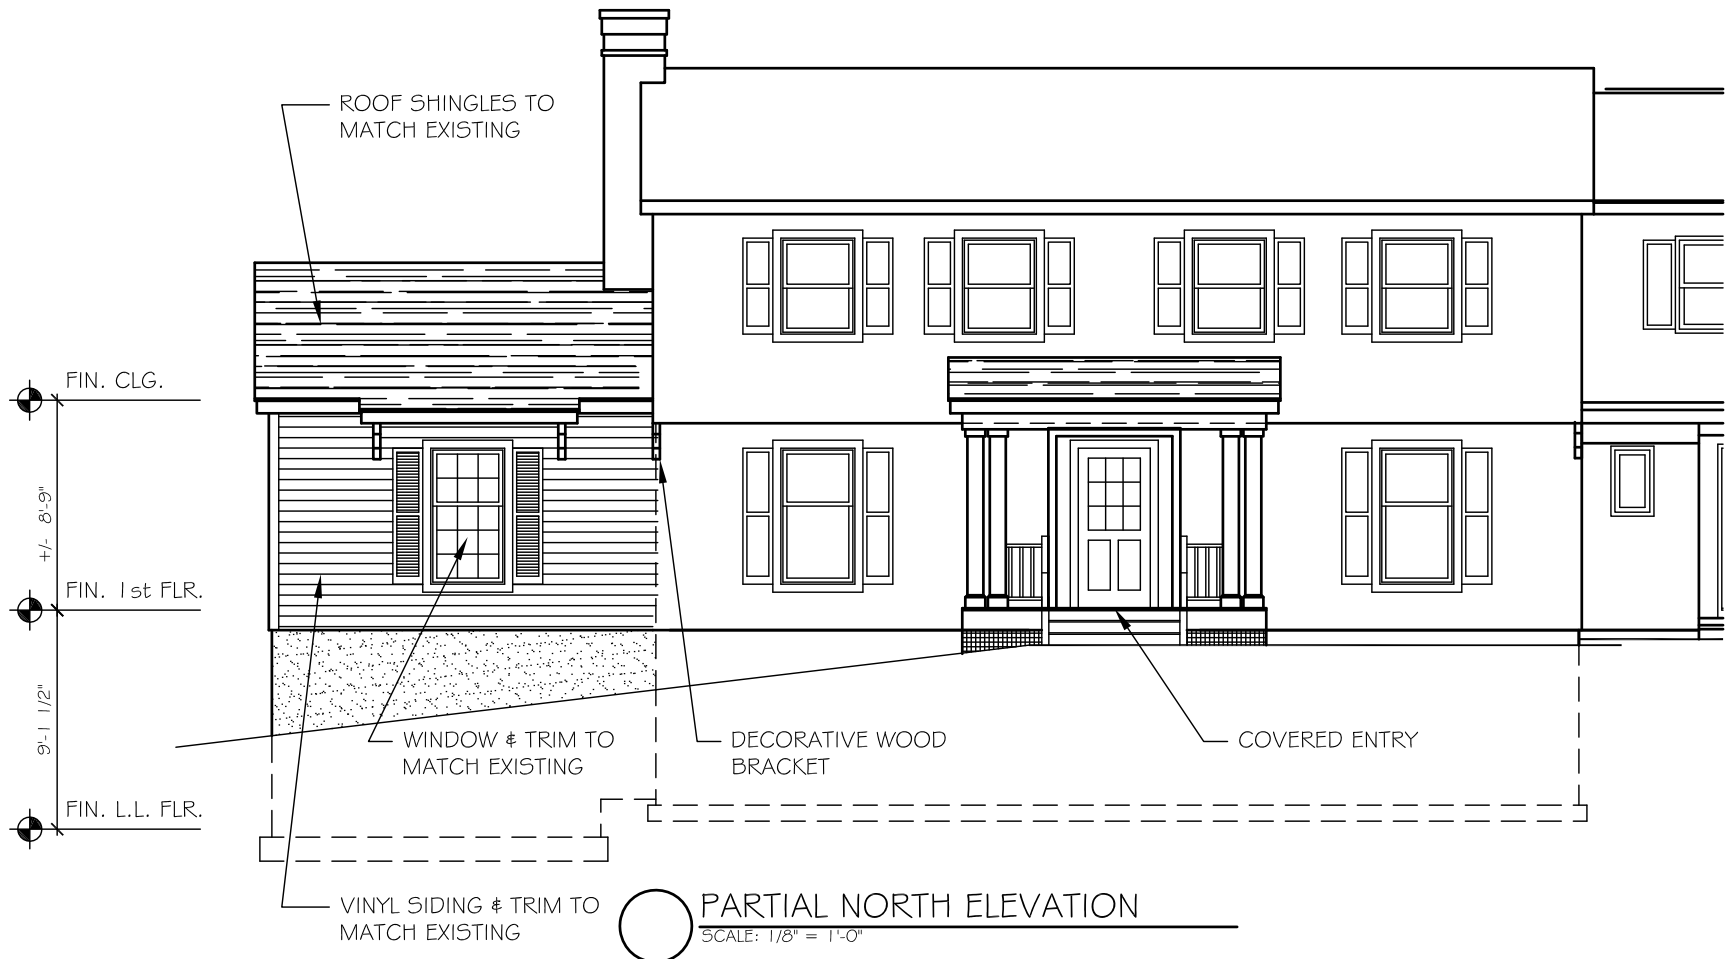 ROOF SHINGLES TO
MATCH EXISTING
FIN. CLG.
+/- 8'-9"
FIN. 1st FLR.
9'-1 1/2"
WINDOW & TRIM TO
MATCH EXISTING
DECORATIVE WOOD
BRACKET
COVERED ENTRY
FIN. L.L. FLR.
VINYL SIDING & TRIM TO
MATCH EXISTING
PARTIAL NORTH ELEVATION
SCALE: 1/8" = 1'-0"